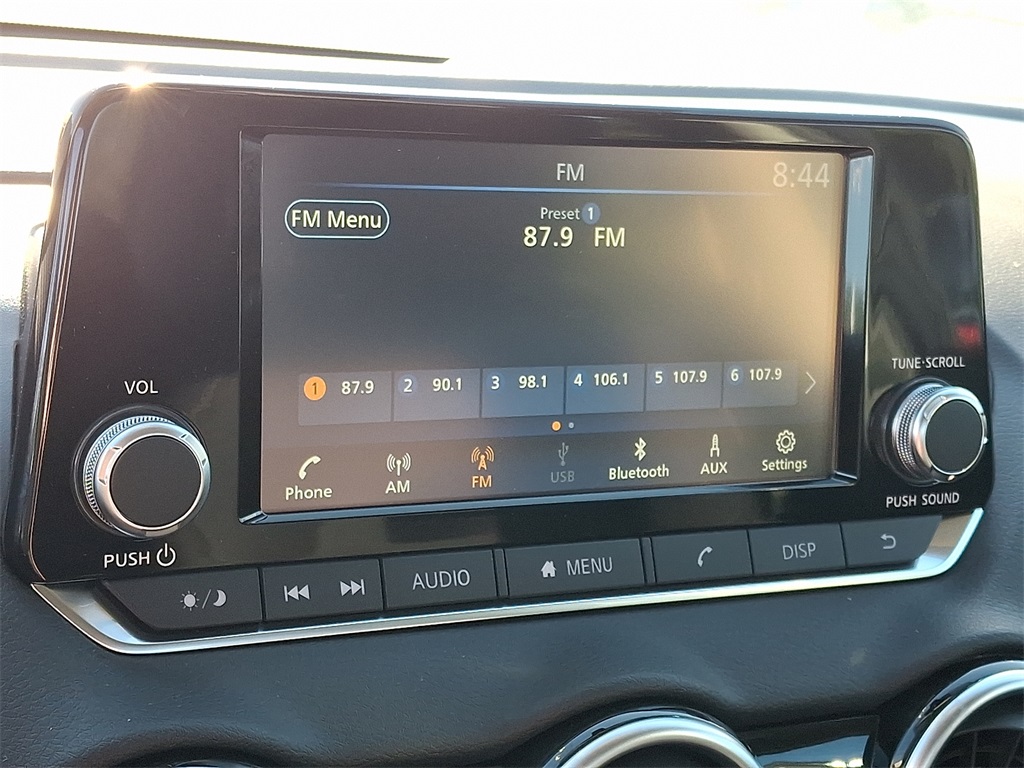 FM
8:44
FM Menu
Preset 1
87.9 FM
1 87.9
2 90.1
3 98.1
4 106.1
5 107.9
6 107.9
Phone
AM
FM
USB
Bluetooth
AUX
Settings
VOL
PUSH
TUNE·SCROLL
PUSH SOUND
AUDIO
MENU
DISP